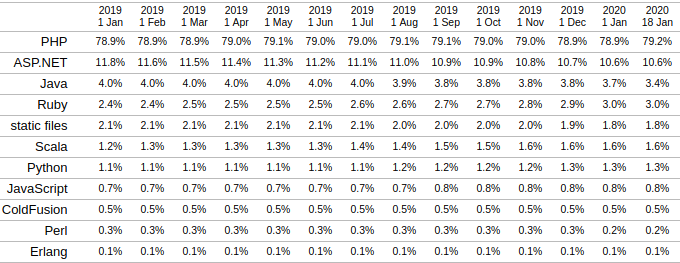 2019 2019 2019 2019 2019 2019 2019 2019 2019 2019 2019 2019 2020 2020
1 Jan 1 Feb 1 Mar 1 Apr 1 May 1 Jun 1 Jul 1 Aug 1 Sep 1 Oct 1 Nov 1 Dec 1 Jan 18 Jan
PHP 78.9% 78.9% 78.9% 79.0% 79.1% 79.0% 79.0% 79.1% 79.1% 79.0% 79.0% 78.9% 78.9% 79.2%
ASP.NET 11.8% 11.6% 11.5% 11.4% 11.3% 11.2% 11.1% 11.0% 10.9% 10.9% 10.8% 10.7% 10.6% 10.6%
Java 4.0% 4.0% 4.0% 4.0% 4.0% 4.0% 4.0% 3.9% 3.8% 3.8% 3.8% 3.8% 3.7% 3.4%
Ruby 2.4% 2.4% 2.5% 2.5% 2.5% 2.5% 2.6% 2.6% 2.7% 2.7% 2.8% 2.9% 3.0% 3.0%
static files 2.1% 2.1% 2.1% 2.1% 2.1% 2.1% 2.1% 2.0% 2.0% 2.0% 2.0% 1.9% 1.8% 1.8%
Scala 1.2% 1.3% 1.3% 1.3% 1.3% 1.3% 1.4% 1.4% 1.5% 1.5% 1.6% 1.6% 1.6% 1.6%
Python 1.1% 1.1% 1.1% 1.1% 1.1% 1.1% 1.1% 1.2% 1.2% 1.2% 1.2% 1.3% 1.3% 1.3%
JavaScript 0.7% 0.7% 0.7% 0.7% 0.7% 0.7% 0.7% 0.7% 0.8% 0.8% 0.8% 0.8% 0.8% 0.8%
ColdFusion 0.5% 0.5% 0.5% 0.5% 0.5% 0.5% 0.5% 0.5% 0.5% 0.5% 0.5% 0.5% 0.5% 0.5%
Perl 0.3% 0.3% 0.3% 0.3% 0.3% 0.3% 0.3% 0.3% 0.3% 0.3% 0.3% 0.3% 0.2% 0.2%
Erlang 0.1% 0.1% 0.1% 0.1% 0.1% 0.1% 0.1% 0.1% 0.1% 0.1% 0.1% 0.1% 0.1% 0.1%